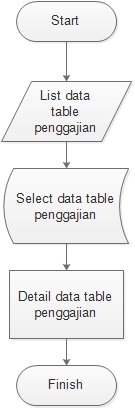 Start
List data
table
penggajian
Select data table
penggajian
Detail data table
penggajian
Finish